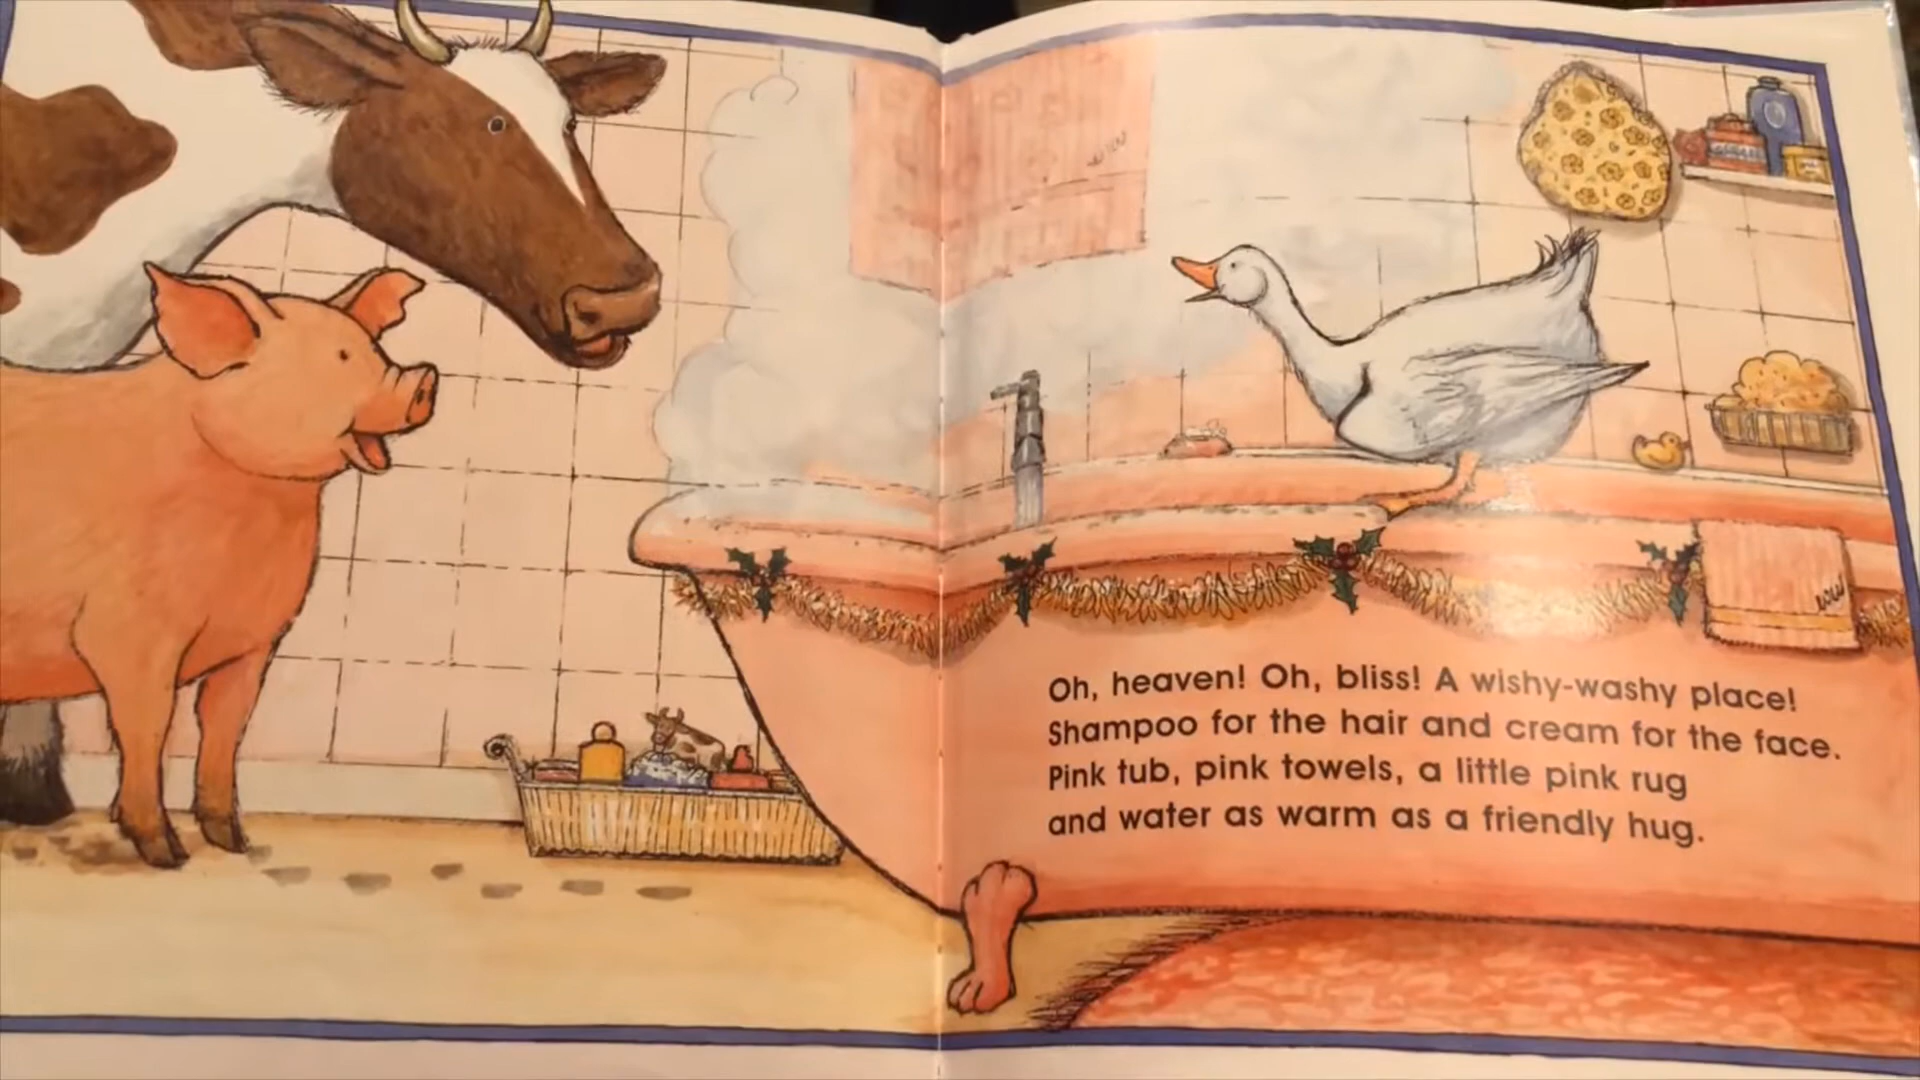 Oh, heaven! Oh, bliss! A wishy-washy place!
Shampoo for the hair and cream for the face.
Pink tub, pink towels, a little pink rug
and water as warm as a friendly hug.